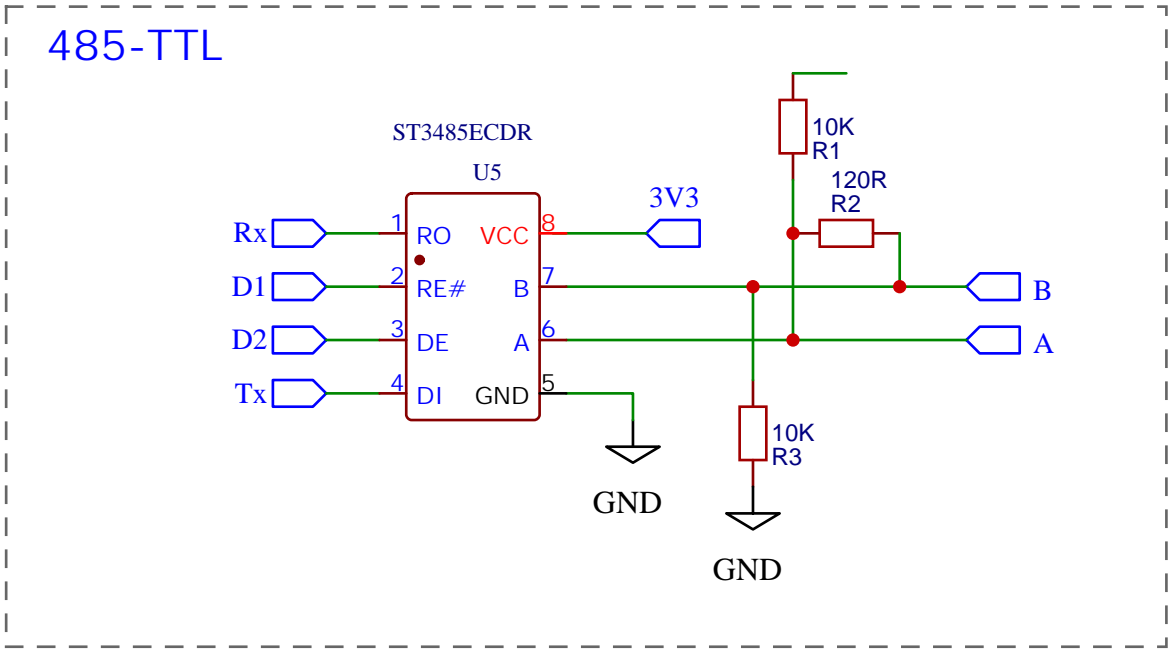 485-TTL
ST3485ECDR
U5
10K
R1
120R
R2
3V3
Rx
1
RO
VCC
8
D1
2
RE#
B
7
B
D2
3
DE
A
6
A
Tx
4
DI
GND
5
10K
R3
GND
GND